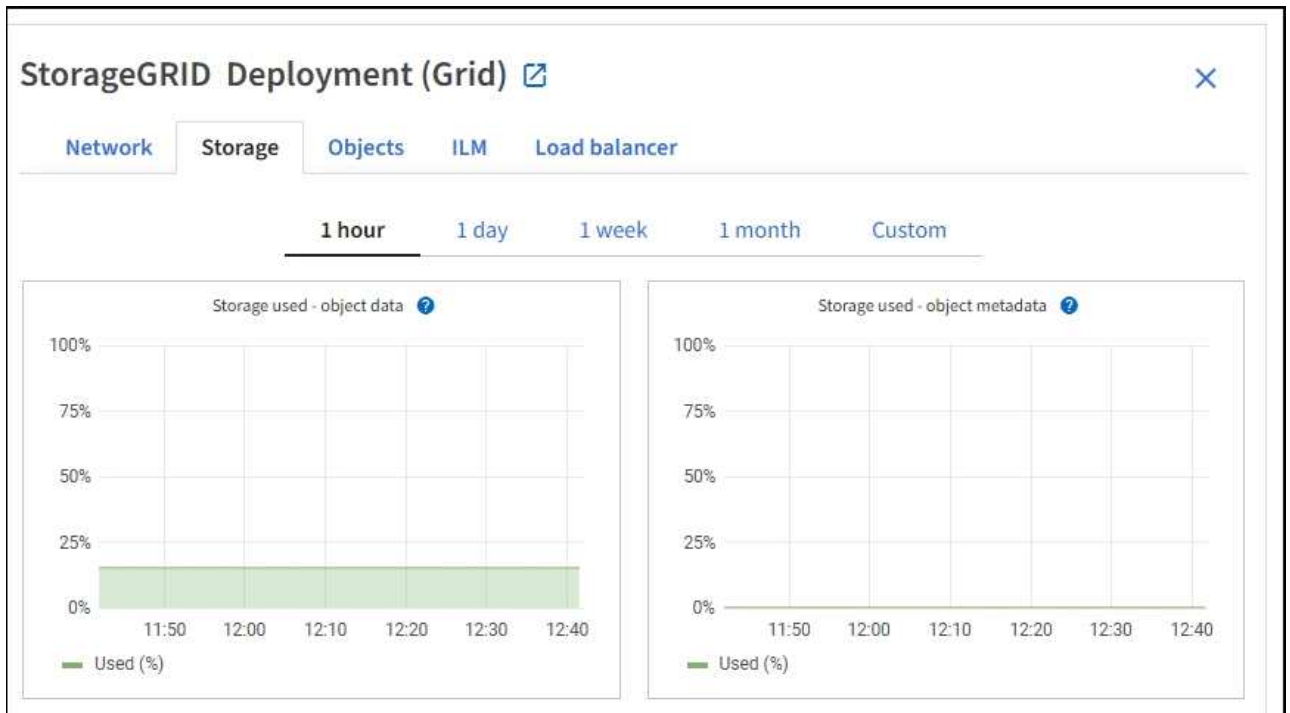 StorageGRID Deployment (Grid)
Network Storage Objects ILM Load balancer
1 hour 1 day 1 week 1 month Custom
Storage used - object data ?
100%
75%
50%
25%
0%
11:50 12:00 12:10 12:20 12:30 12:40
Used (%)
Storage used - object metadata ?
100%
75%
50%
25%
0%
11:50 12:00 12:10 12:20 12:30 12:40
Used (%)